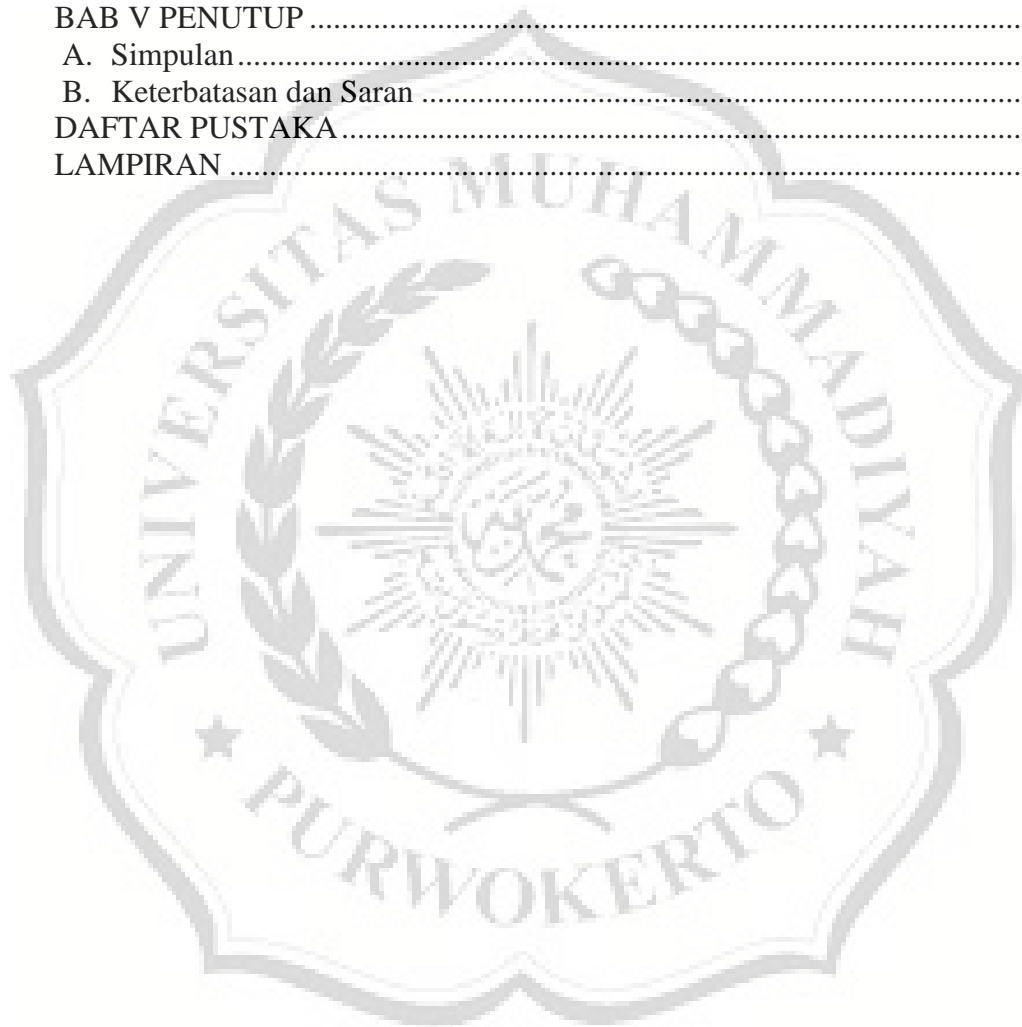 BAB V PENUTUP ........................................................................................
A. Simpulan ........................................................................................
B. Keterbatasan dan Saran ........................................................................................
DAFTAR PUSTAKA ........................................................................................
LAMPIRAN ........................................................................................
UNIVERSITAS MUHAMMADIYAH
PURWOKERTO